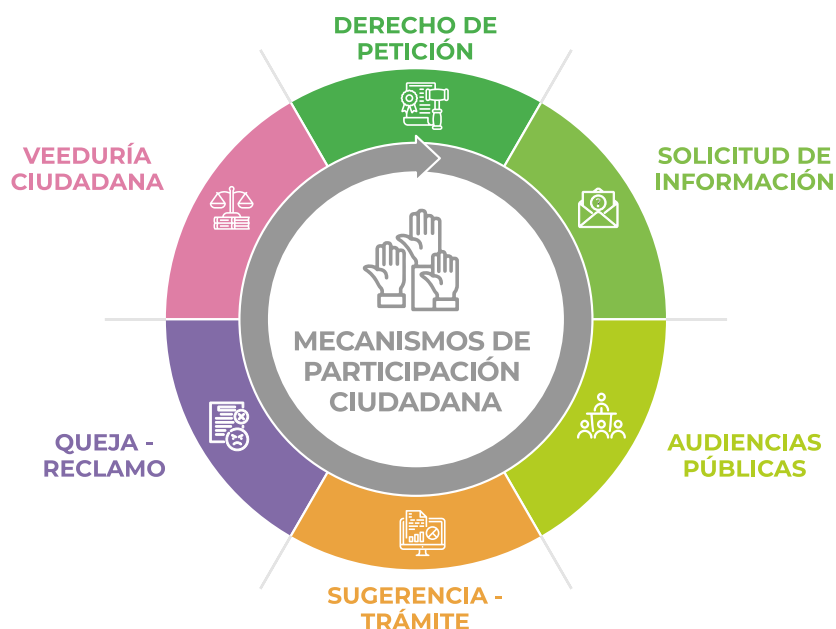 DERECHO DE
PETICIÓN
SOLICITUD DE
INFORMACIÓN
AUDIENCIAS
PÚBLICAS
SUGERENCIA -
TRÁMITE
QUEJA -
RECLAMO
VEEDURÍA
CIUDADANA
MECANISMOS DE
PARTICIPACIÓN
CIUDADANA